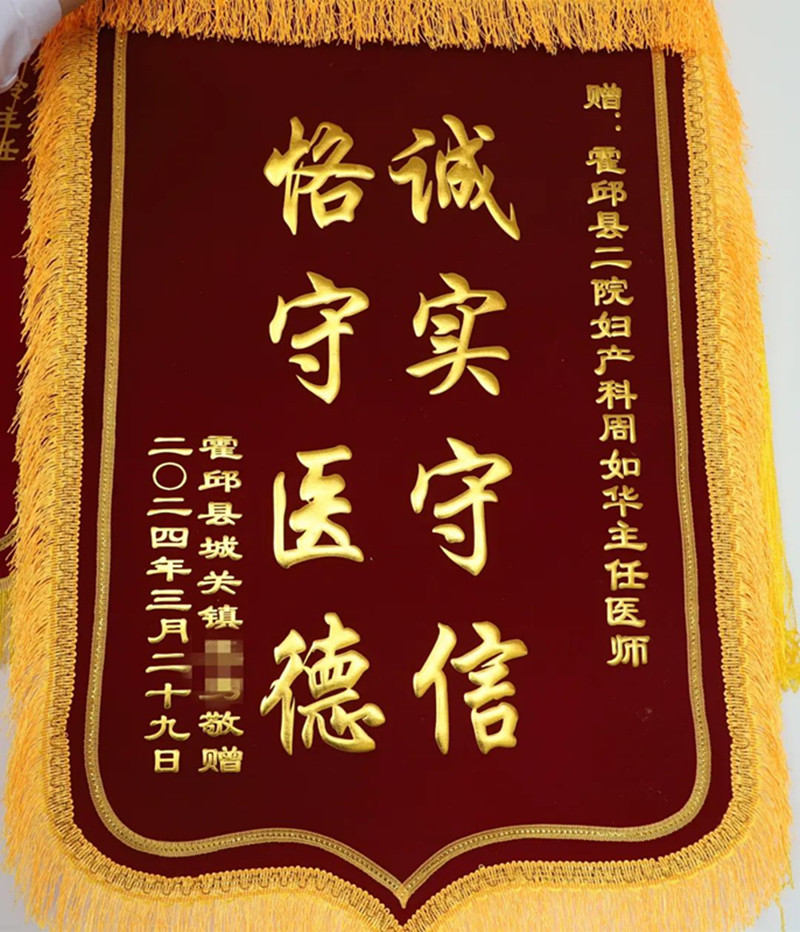 赠：霍邱县二院妇产科周如华主任医师
诚实守信
恪守医德
霍邱县城关镇敬赠
二〇二四年三月二十九日